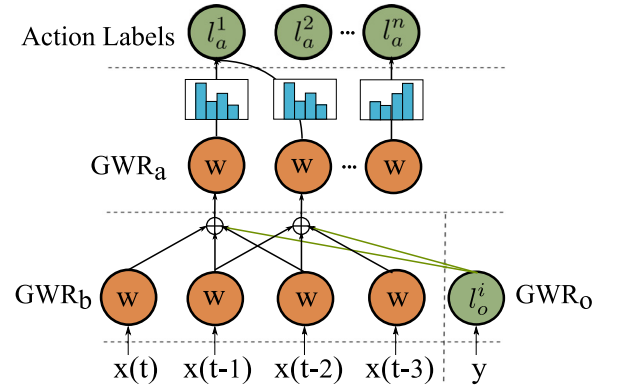 Action Labels l_a^1 l_a^2 ... l_a^n
GWR_a w w ... w
GWR_b w w w w l_o^i GWR_o
x(t) x(t-1) x(t-2) x(t-3) y